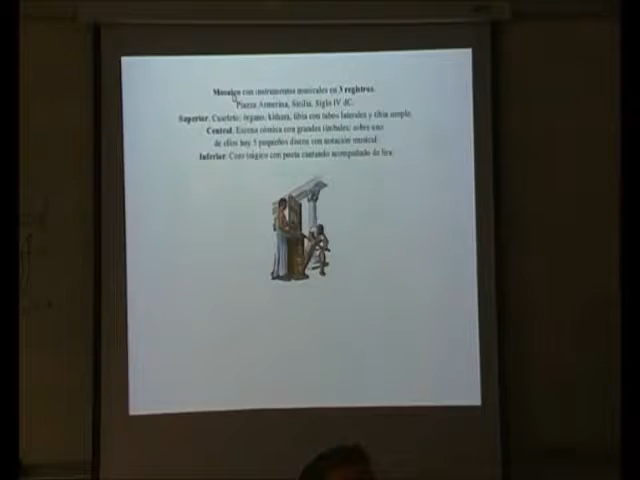 Mosaico con instrumentos musicales en 3 registros.
Piazza Armerina, Sicilia. Siglo IV dC.
Superior. Cuarteto: órgano, kithara, tibia con tubos laterales y tibia simple.
Central. Escena cómica con grandes timbales: sobre uno
de ellos hay 5 pequeños discos con notación musical
Inferior. Coro trágico con poeta cantando acompañado de lira.